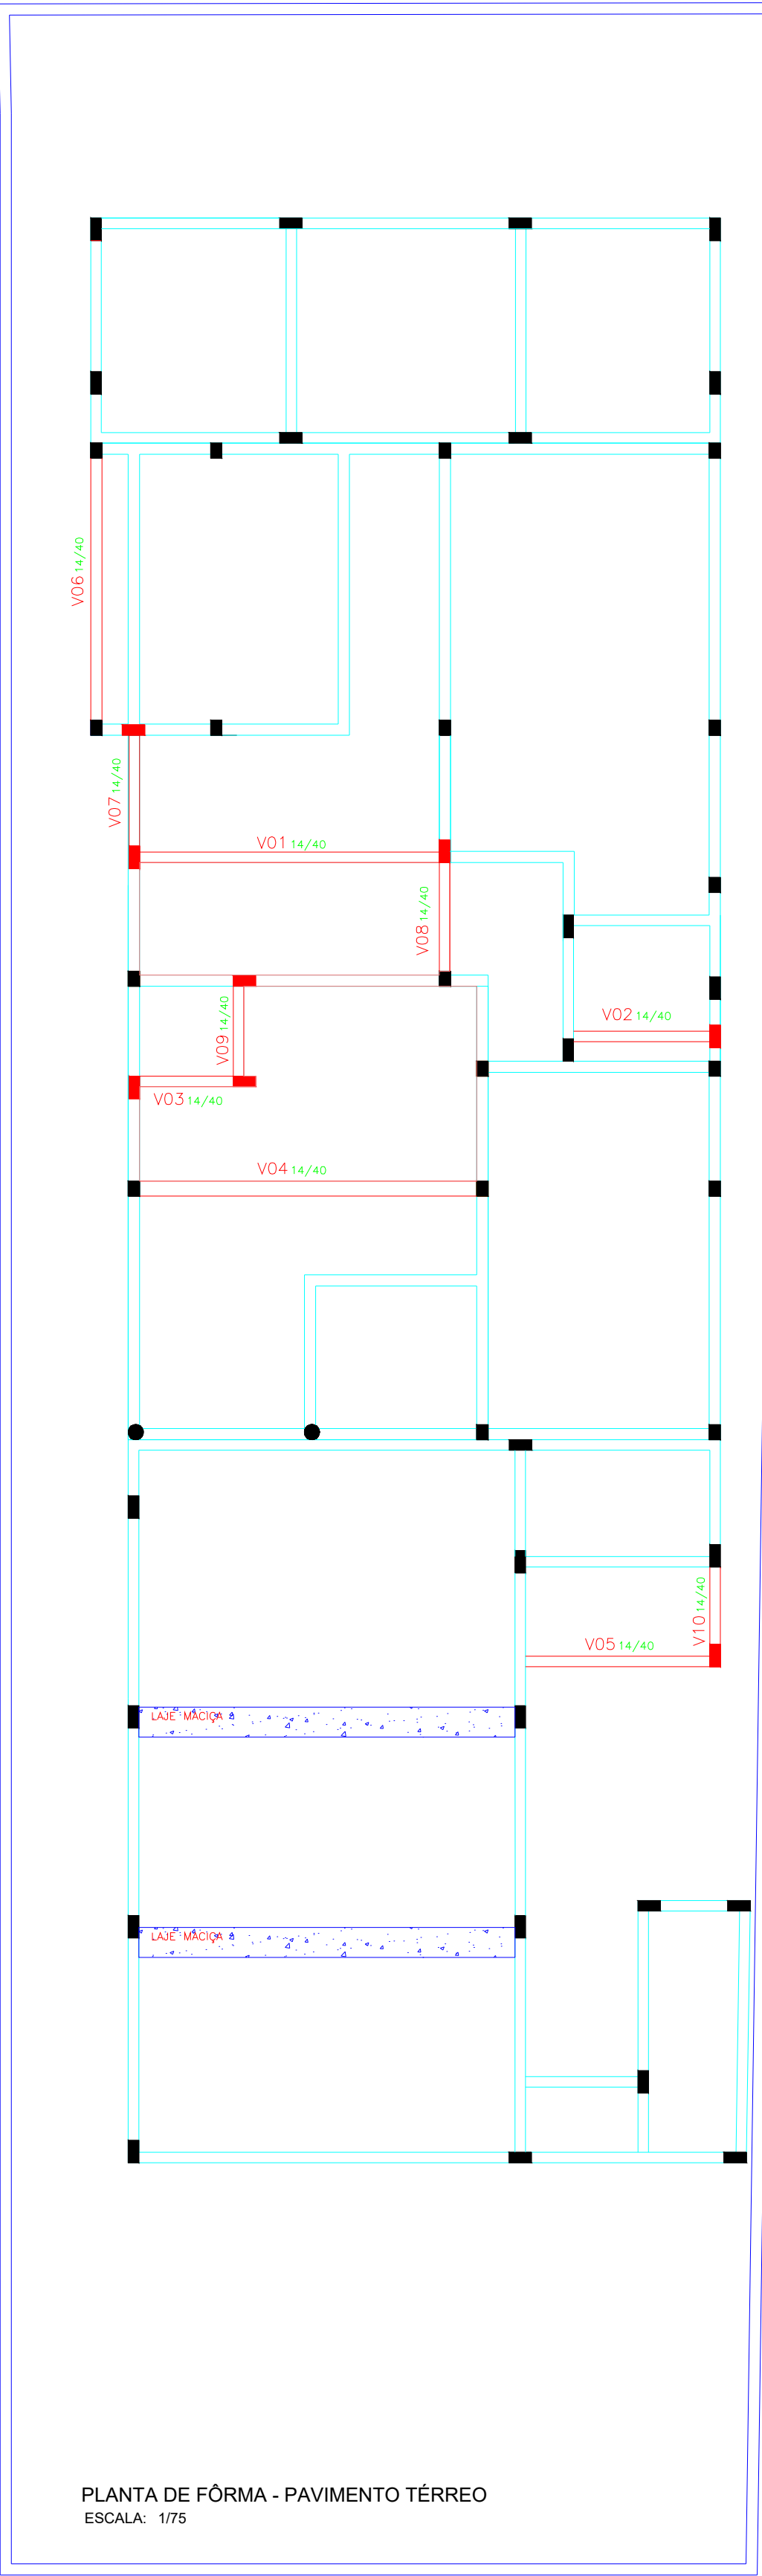 V06 14/40
V07 14/40
V01 14/40
V08 14/40
V09 14/40
V02 14/40
V03 14/40
V04 14/40
V10 14/40
V05 14/40
LAJE MACIÇA
LAJE MACIÇA
PLANTA DE FÔRMA - PAVIMENTO TÉRREO
ESCALA: 1/75